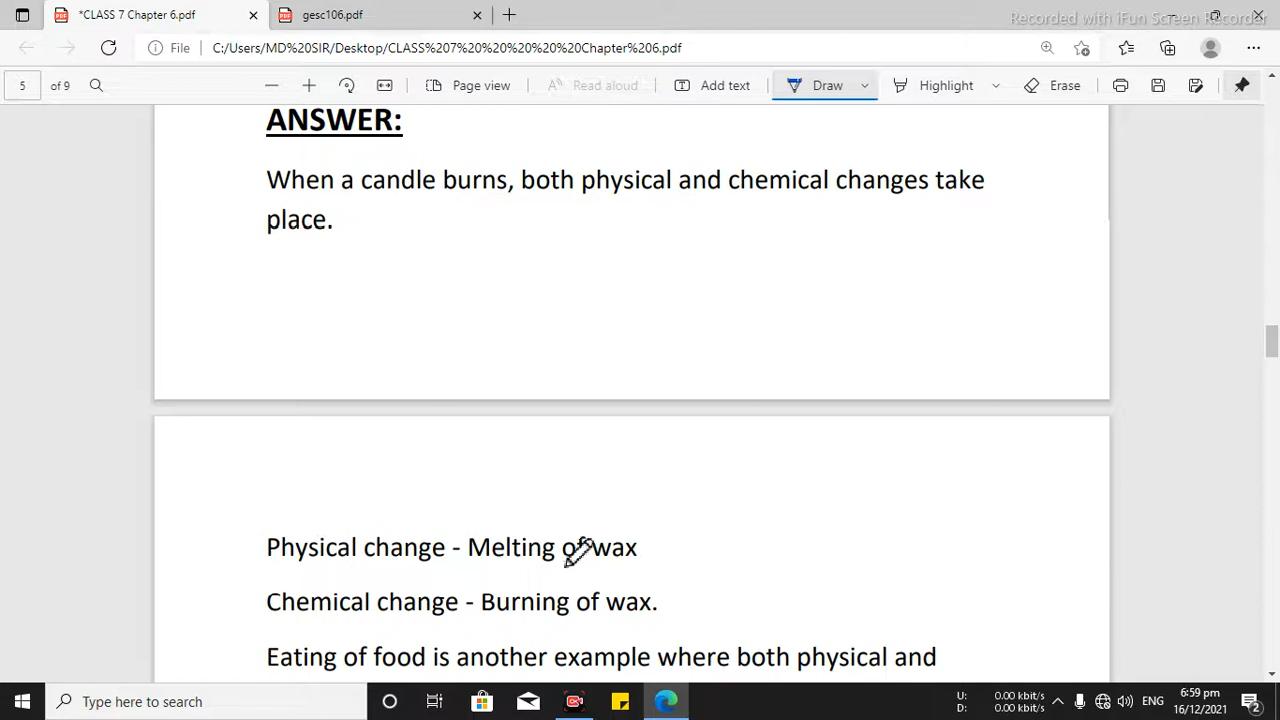 *CLASS 7 Chapter 6.pdf
gesc106.pdf
Recorded with iFun Screen Recorder
File
C:/Users/MD%20SIR/Desktop/CLASS%207%20%20%20%20%20Chapter%206.pdf
5 of 9
Page view
Read aloud
Add text
Draw
Highlight
Erase
ANSWER:
When a candle burns, both physical and chemical changes take
place.
Physical change - Melting of wax
Chemical change - Burning of wax.
Eating of food is another example where both physical and
Type here to search
U: 0.00 kbit/s
D: 0.00 kbit/s
ENG
6:59 pm
16/12/2021
2